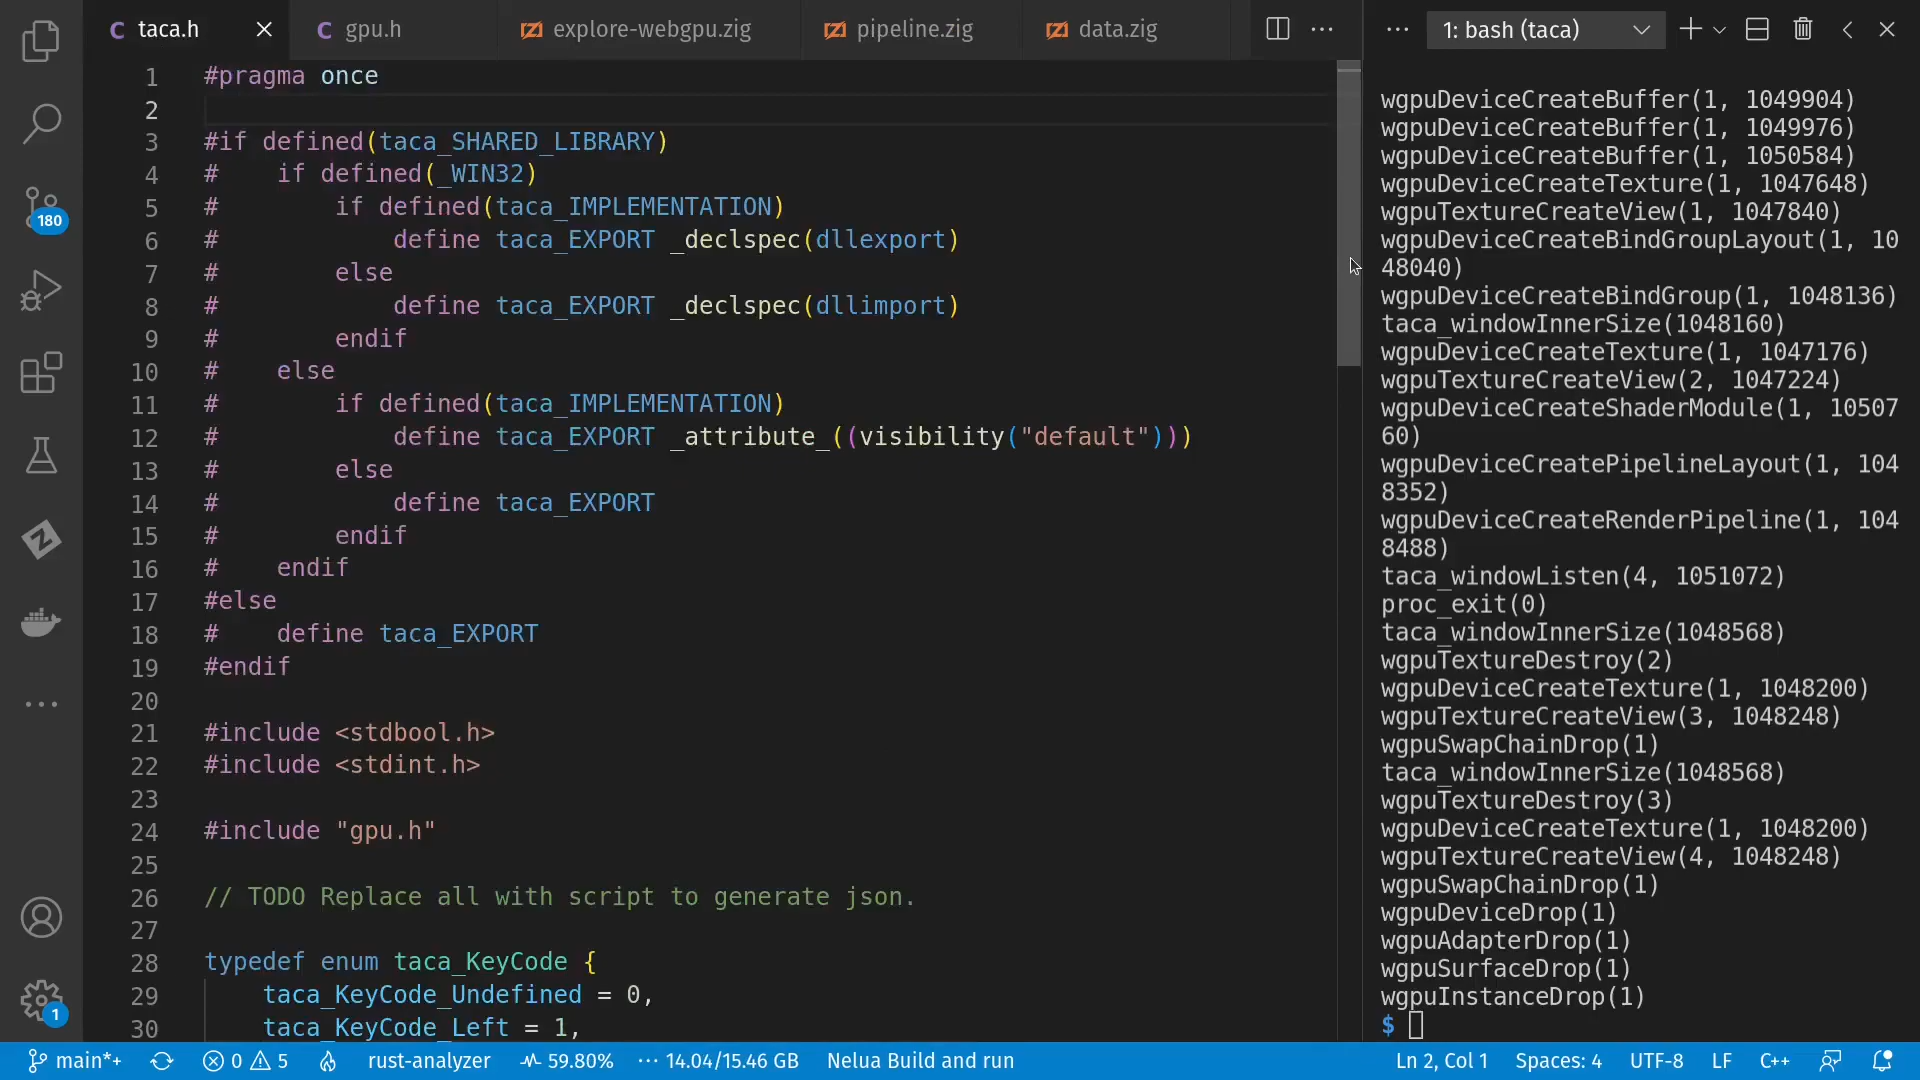 taca.h
gpu.h
explore-webgpu.zig
pipeline.zig
data.zig
1: bash (taca)
1 #pragma once
2
3 #if defined(taca_SHARED_LIBRARY)
4 #    if defined(_WIN32)
5 #        if defined(taca_IMPLEMENTATION)
6 #            define taca_EXPORT _declspec(dllexport)
7 #        else
8 #            define taca_EXPORT _declspec(dllimport)
9 #        endif
10 #    else
11 #        if defined(taca_IMPLEMENTATION)
12 #            define taca_EXPORT _attribute_((visibility("default")))
13 #        else
14 #            define taca_EXPORT
15 #        endif
16 #    endif
17 #else
18 #    define taca_EXPORT
19 #endif
20
21 #include <stdbool.h>
22 #include <stdint.h>
23
24 #include "gpu.h"
25
26 // TODO Replace all with script to generate json.
27
28 typedef enum taca_KeyCode {
29     taca_KeyCode_Undefined = 0,
30     taca_KeyCode_Left = 1,
wgpuDeviceCreateBuffer(1, 1049904)
wgpuDeviceCreateBuffer(1, 1049976)
wgpuDeviceCreateBuffer(1, 1050584)
wgpuDeviceCreateTexture(1, 1047648)
wgpuTextureCreateView(1, 1047840)
wgpuDeviceCreateBindGroupLayout(1, 10
48040)
wgpuDeviceCreateBindGroup(1, 1048136)
taca_windowInnerSize(1048160)
wgpuDeviceCreateTexture(1, 1047176)
wgpuTextureCreateView(2, 1047224)
wgpuDeviceCreateShaderModule(1, 10507
60)
wgpuDeviceCreatePipelineLayout(1, 104
8352)
wgpuDeviceCreateRenderPipeline(1, 104
8488)
taca_windowListen(4, 1051072)
proc_exit(0)
taca_windowInnerSize(1048568)
wgpuTextureDestroy(2)
wgpuDeviceCreateTexture(1, 1048200)
wgpuTextureCreateView(3, 1048248)
wgpuSwapChainDrop(1)
taca_windowInnerSize(1048568)
wgpuTextureDestroy(3)
wgpuDeviceCreateTexture(1, 1048200)
wgpuTextureCreateView(4, 1048248)
wgpuSwapChainDrop(1)
wgpuDeviceDrop(1)
wgpuAdapterDrop(1)
wgpuSurfaceDrop(1)
wgpuInstanceDrop(1)
$
180
1
main*+ 0 5 rust-analyzer 59.80% 14.04/15.46 GB Nelua Build and run Ln 2, Col 1 Spaces: 4 UTF-8 LF C++